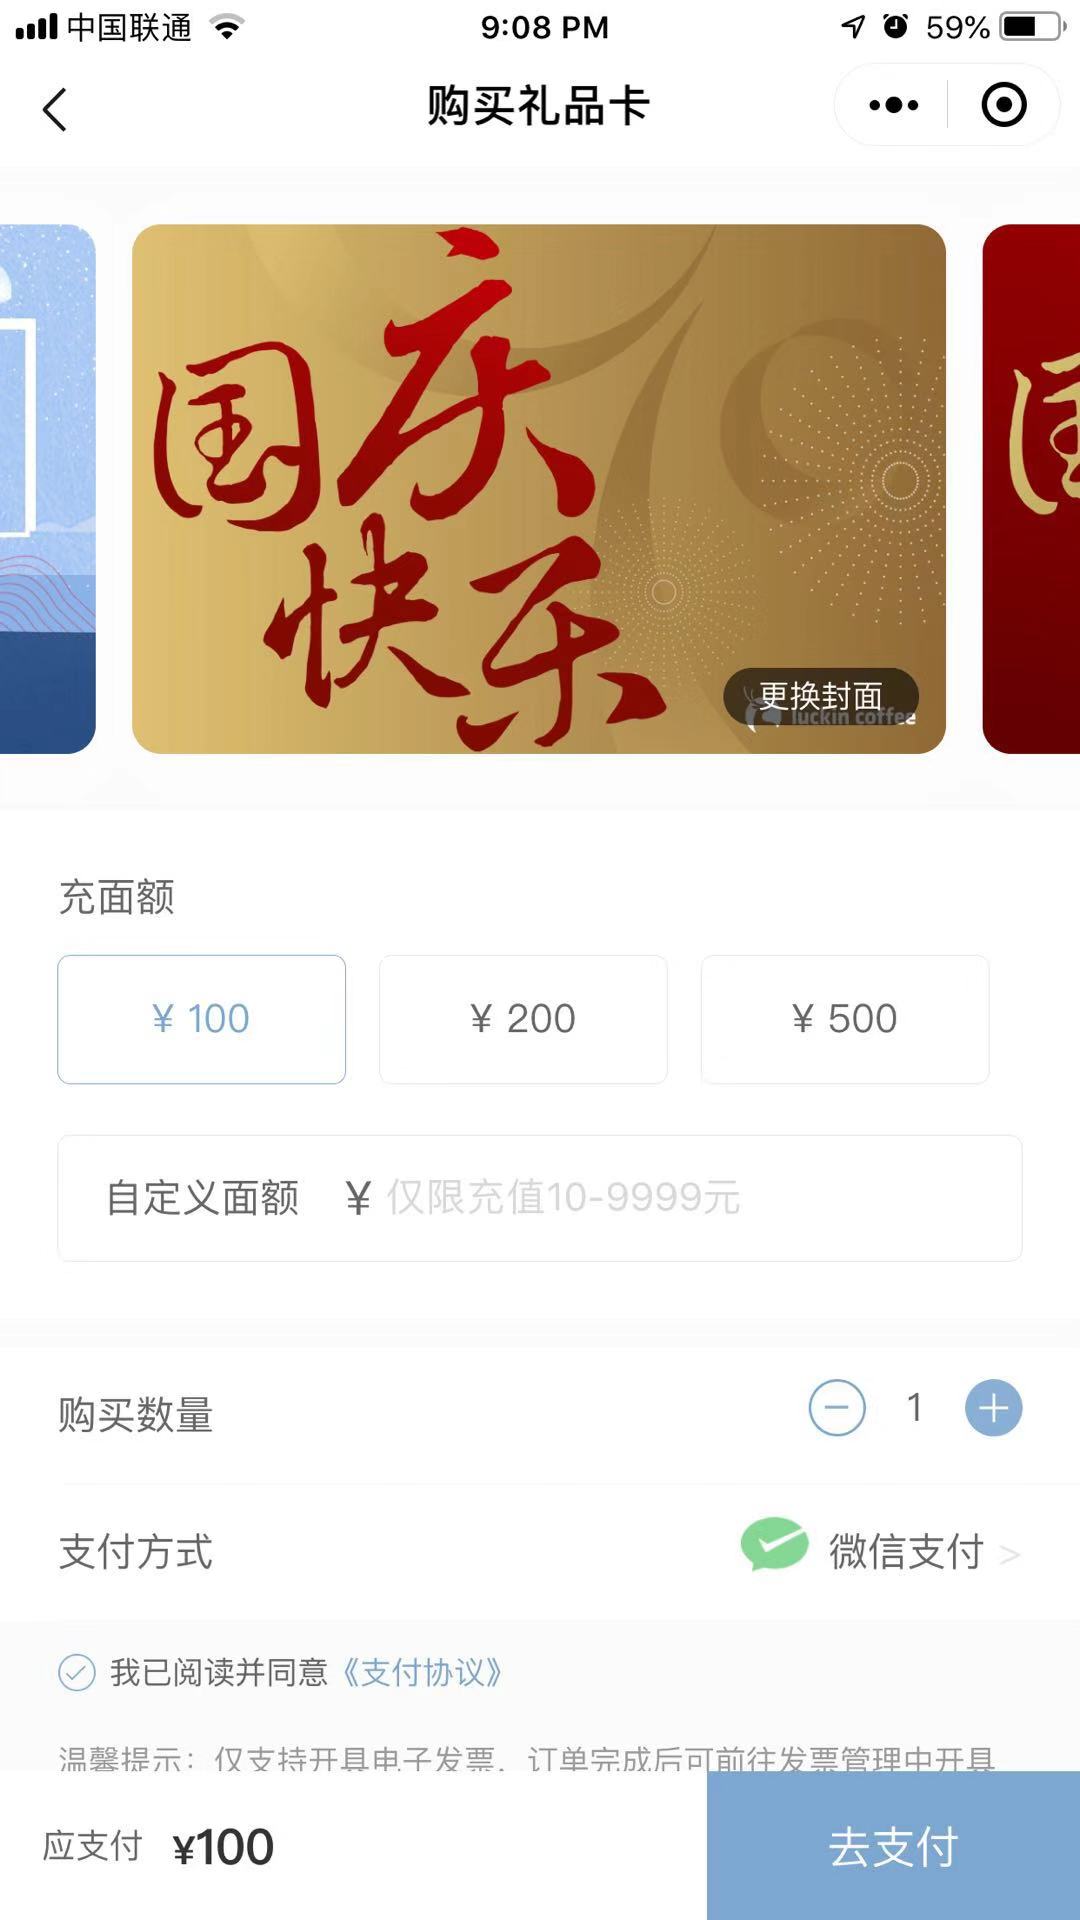 中国联通
9:08 PM
59%
购买礼品卡
国庆
快乐
国
更换封面
luckin coffee
充面额
¥ 100
¥ 200
¥ 500
自定义面额 ¥ 仅限充值10-9999元
购买数量
1
支付方式
微信支付 >
我已阅读并同意《支付协议》
温馨提示：仅支持开具电子发票，订单完成后可前往发票管理中开具
应支付 ¥100
去支付